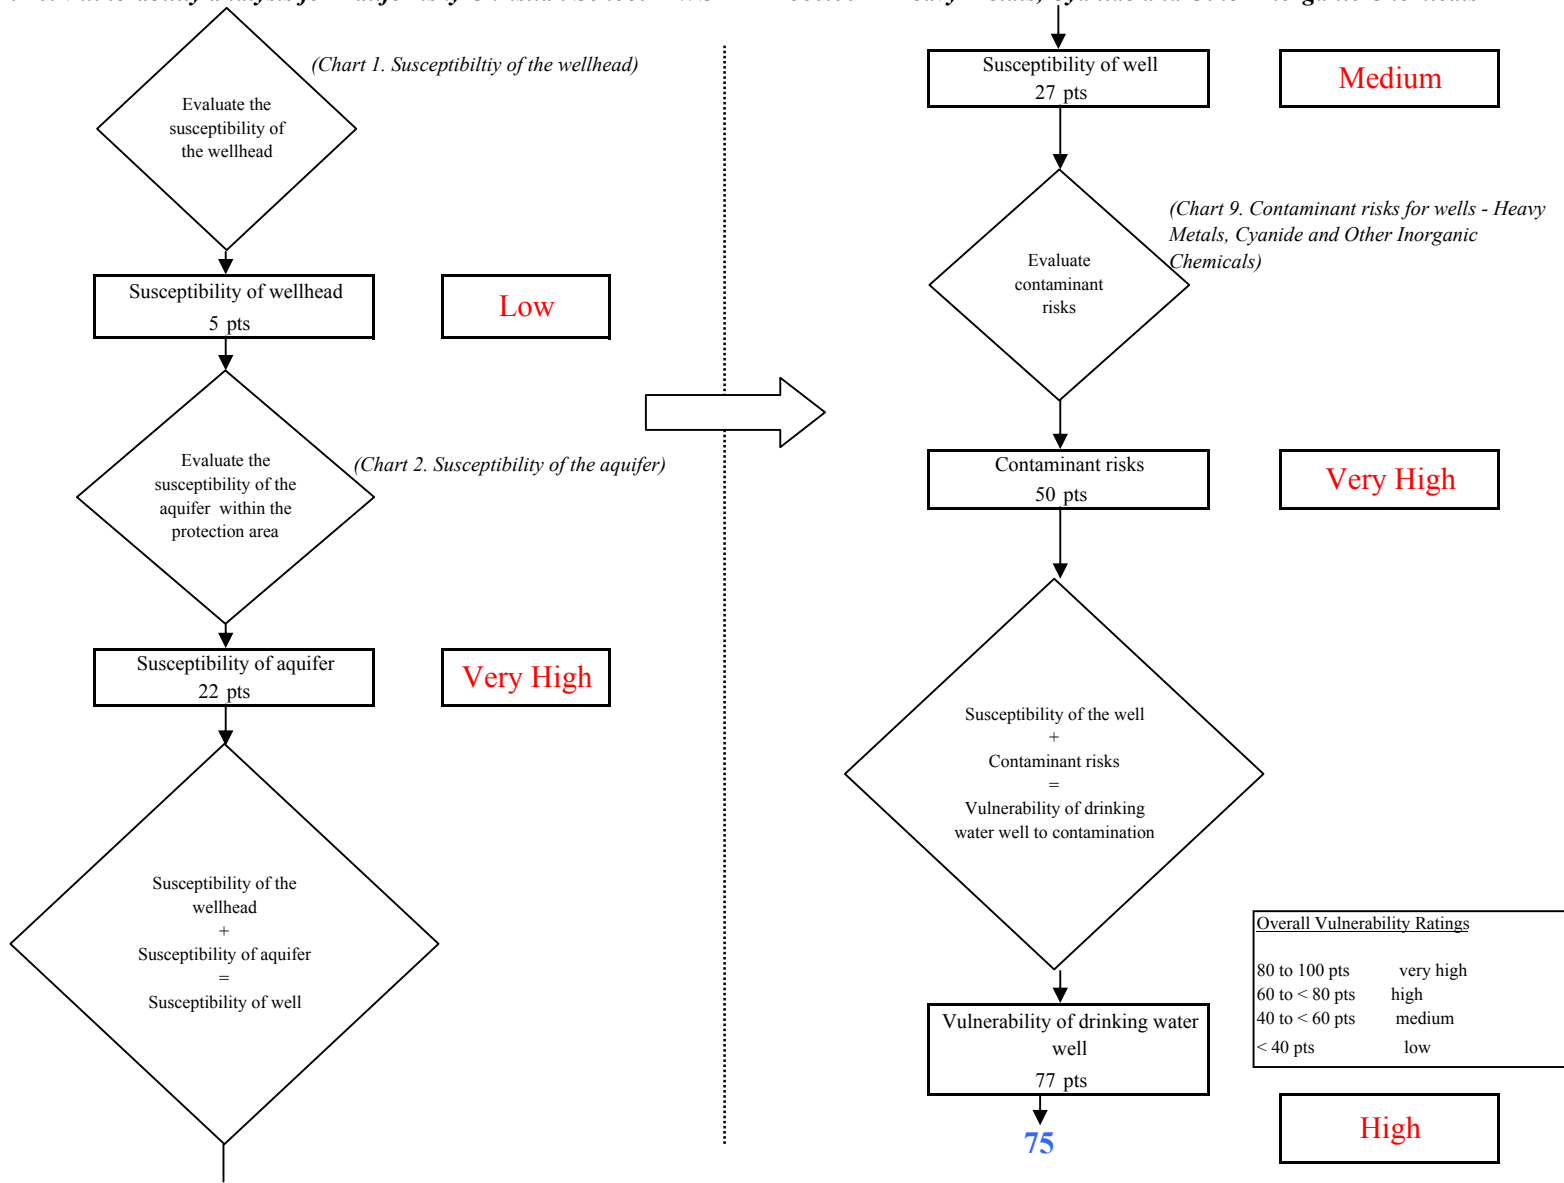 (Chart 1. Susceptibiltiy of the wellhead)
Evaluate the
susceptibility of
the wellhead
Susceptibility of wellhead
5 pts
Low
Evaluate the
susceptibility of the
aquifer within the
protection area
(Chart 2. Susceptibility of the aquifer)
Susceptibility of aquifer
22 pts
Very High
Susceptibility of the
wellhead
+
Susceptibility of aquifer
=
Susceptibility of well
Susceptibility of well
27 pts
Medium
(Chart 9. Contaminant risks for wells - Heavy
Metals, Cyanide and Other Inorganic
Chemicals)
Evaluate
contaminant
risks
Contaminant risks
50 pts
Very High
Susceptibility of the well
+
Contaminant risks
=
Vulnerability of drinking
water well to contamination
Overall Vulnerability Ratings
80 to 100 pts very high
60 to < 80 pts high
40 to < 60 pts medium
< 40 pts low
Vulnerability of drinking water
well
77 pts
75
High